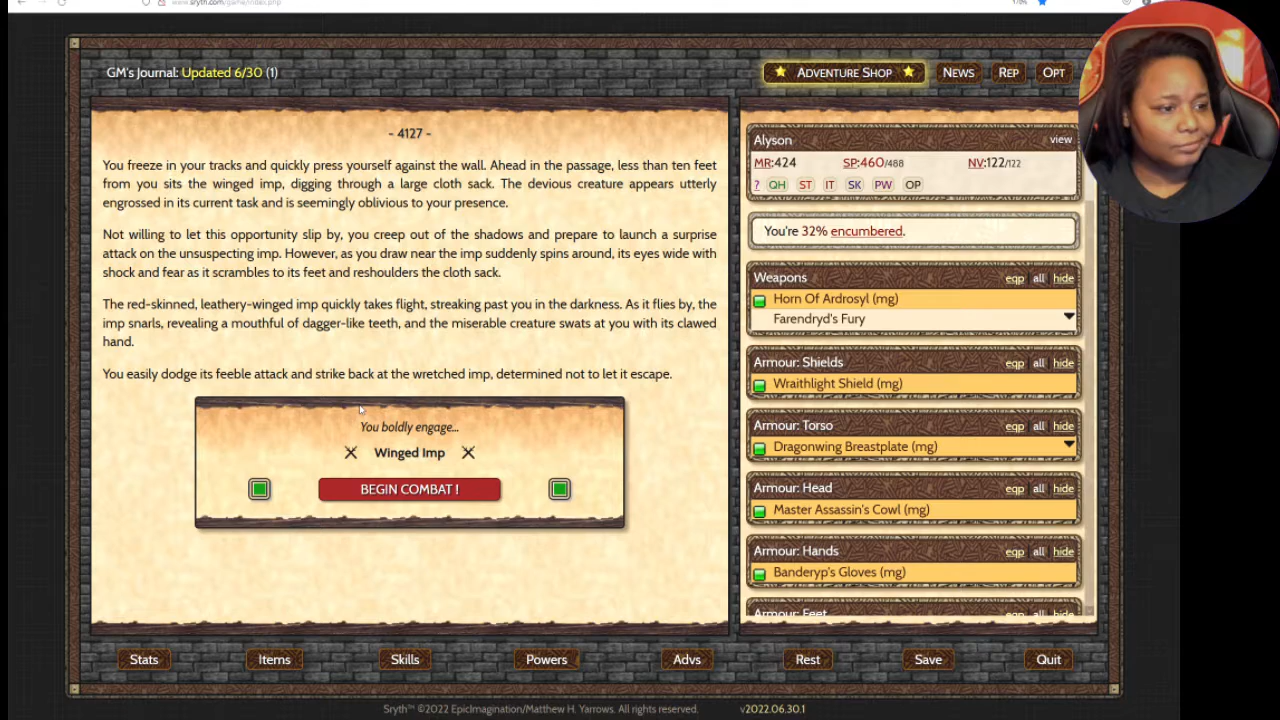 www.sryth.com/game/index.php
170%
GM's Journal: Updated 6/30 (1)
ADVENTURE SHOP
NEWS
REP
OPT
- 4127 -
You freeze in your tracks and quickly press yourself against the wall. Ahead in the passage, less than ten feet
from you sits the winged imp, digging through a large cloth sack. The devious creature appears utterly
engrossed in its current task and is seemingly oblivious to your presence.
Not willing to let this opportunity slip by, you creep out of the shadows and prepare to launch a surprise
attack on the unsuspecting imp. However, as you draw near the imp suddenly spins around, its eyes wide with
shock and fear as it scrambles to its feet and reshoulders the cloth sack.
The red-skinned, leathery-winged imp quickly takes flight, streaking past you in the darkness. As it flies by, the
imp snarls, revealing a mouthful of dagger-like teeth, and the miserable creature swats at you with its clawed
hand.
You easily dodge its feeble attack and strike back at the wretched imp, determined not to let it escape.
You boldly engage...
Winged Imp
BEGIN COMBAT !
Alyson view
MR:424 SP:460/488 NV:122/122
? QH ST IT SK PW OP
You're 32% encumbered.
Weapons eqp all hide
Horn Of Ardrosyl (mg)
Farendryd's Fury
Armour: Shields eqp all hide
Wraithlight Shield (mg)
Armour: Torso eqp all hide
Dragonwing Breastplate (mg)
Armour: Head eqp all hide
Master Assassin's Cowl (mg)
Armour: Hands eqp all hide
Banderyp's Gloves (mg)
Armour: Feet eqp all hide
Stats Items Skills Powers Advs Rest Save Quit
Sryth™ ©2022 EpicImagination/Matthew H. Yarrows. All rights reserved. v2022.06.30.1